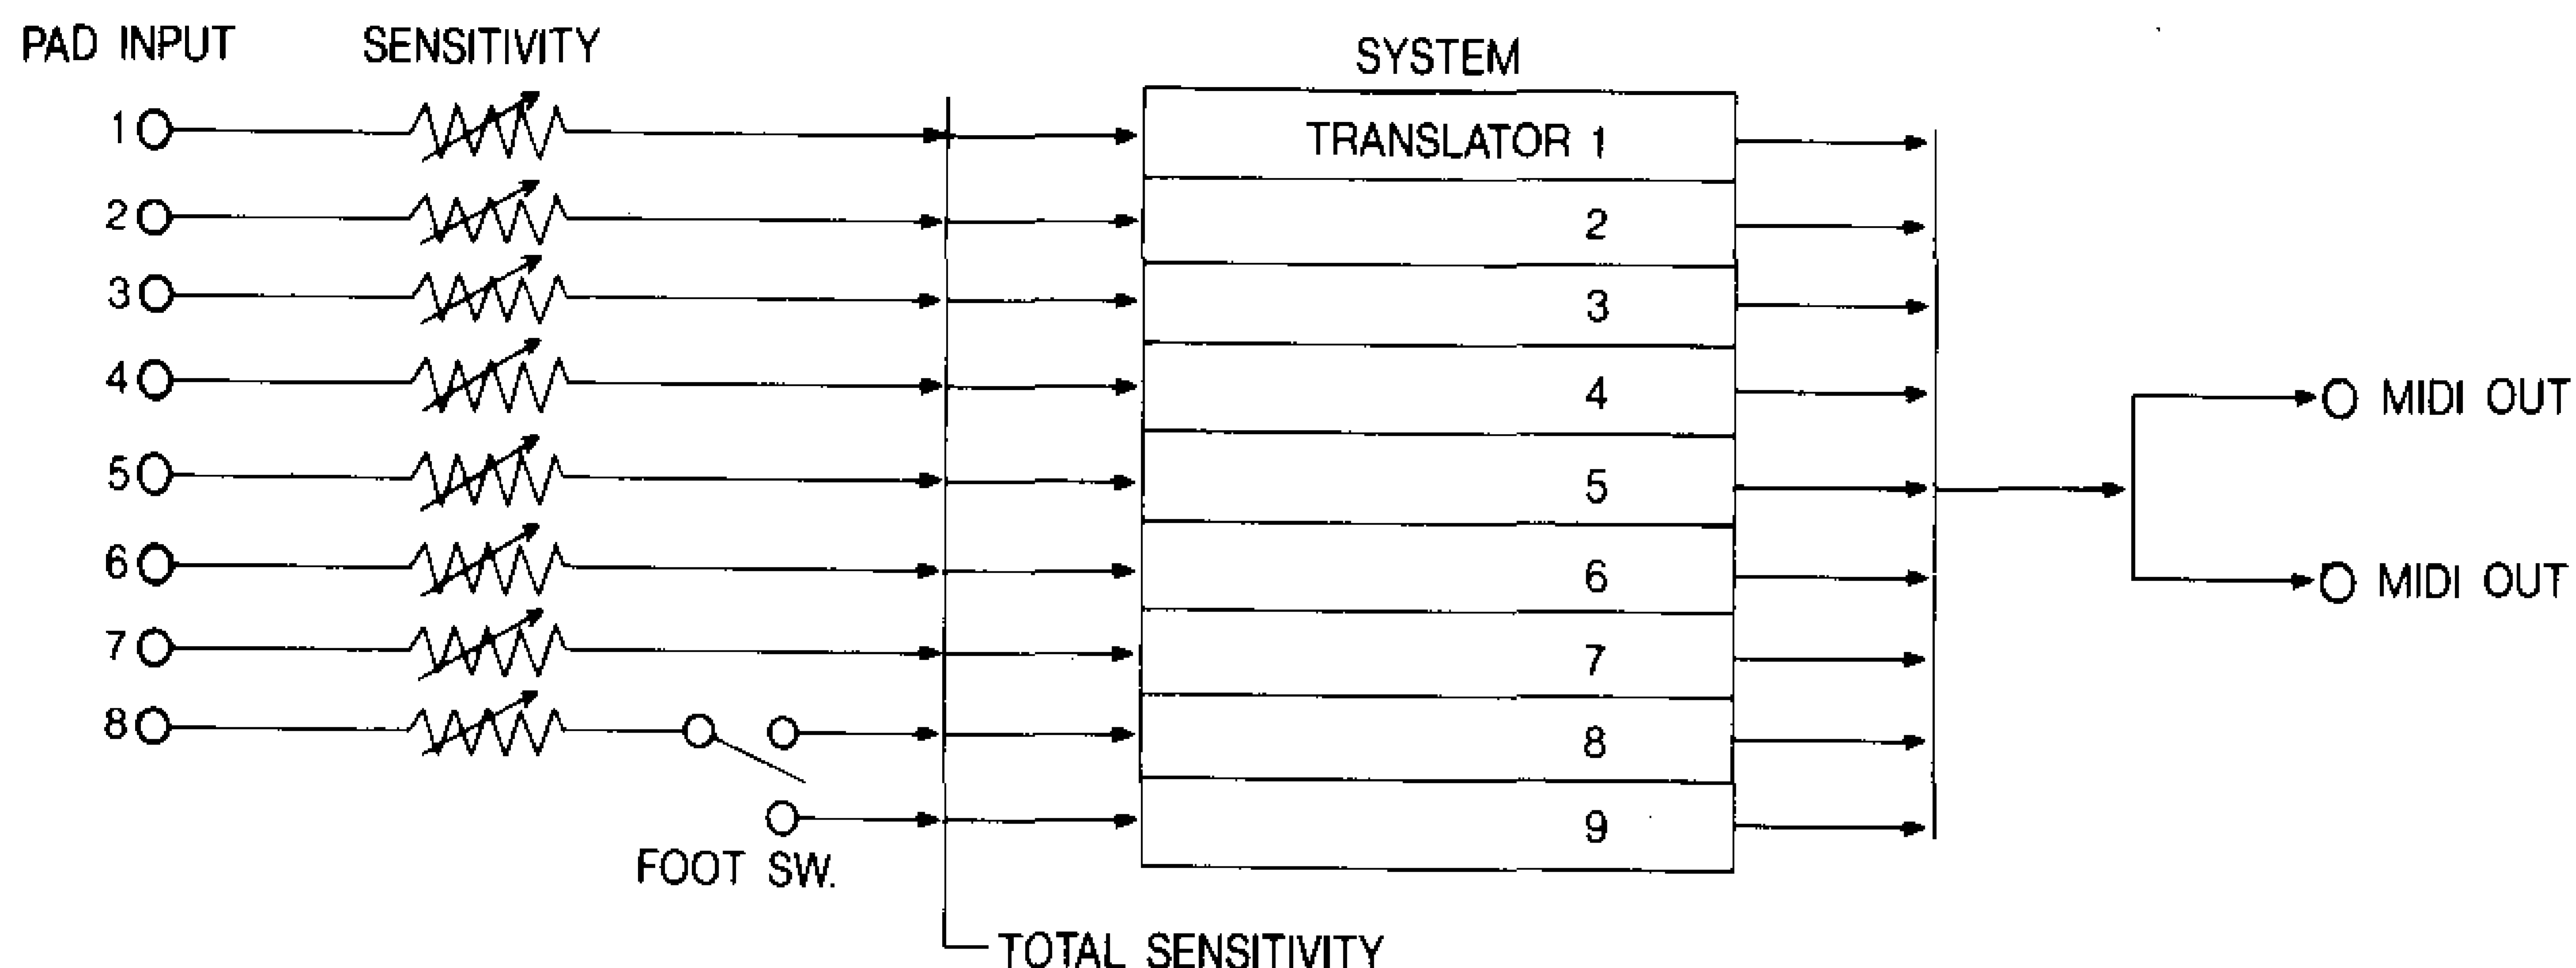 PAD INPUT
SENSITIVITY
SYSTEM
1
2
3
4
5
6
7
8
FOOT SW.
TOTAL SENSITIVITY
TRANSLATOR 1
2
3
4
5
6
7
8
9
MIDI OUT
MIDI OUT